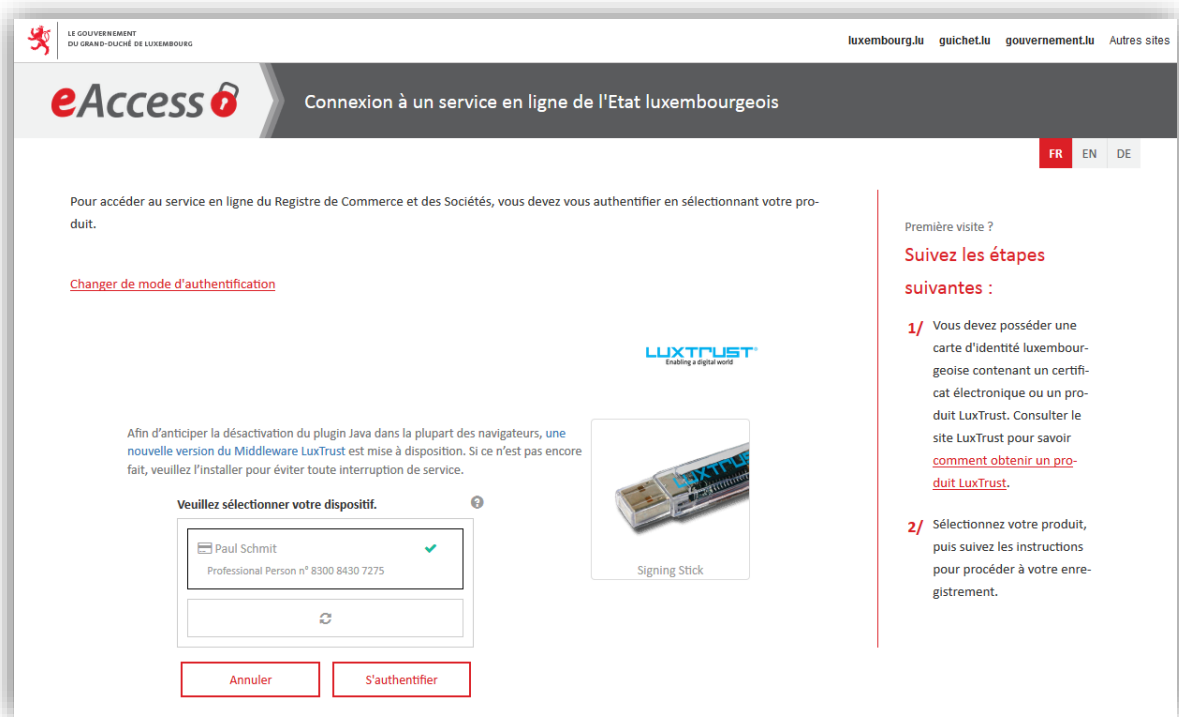 LE GOUVERNEMENT
DU GRAND-DUCHÉ DE LUXEMBOURG
luxembourg.lu guichet.lu gouvernement.lu Autres sites
eAccess
Connexion à un service en ligne de l'Etat luxembourgeois
FR EN DE
Pour accéder au service en ligne du Registre de Commerce et des Sociétés, vous devez vous authentifier en sélectionnant votre pro-
duit.
Changer de mode d'authentification
LUXTRUST
Enabling a digital world
Afin d’anticiper la désactivation du plugin Java dans la plupart des navigateurs, une
nouvelle version du Middleware LuxTrust est mise à disposition. Si ce n’est pas encore
fait, veuillez l’installer pour éviter toute interruption de service.
Veuillez sélectionner votre dispositif.
?
Paul Schmit
Professional Person n° 8300 8430 7275
Annuler
S'authentifier
LUXTRUS
Signing Stick
Première visite ?
Suivez les étapes
suivantes :
1/ Vous devez posséder une
carte d'identité luxembour-
geoise contenant un certifi-
cat électronique ou un pro-
duit LuxTrust. Consulter le
site LuxTrust pour savoir
comment obtenir un pro-
duit LuxTrust.
2/ Sélectionnez votre produit,
puis suivez les instructions
pour procéder à votre enre-
gistrement.